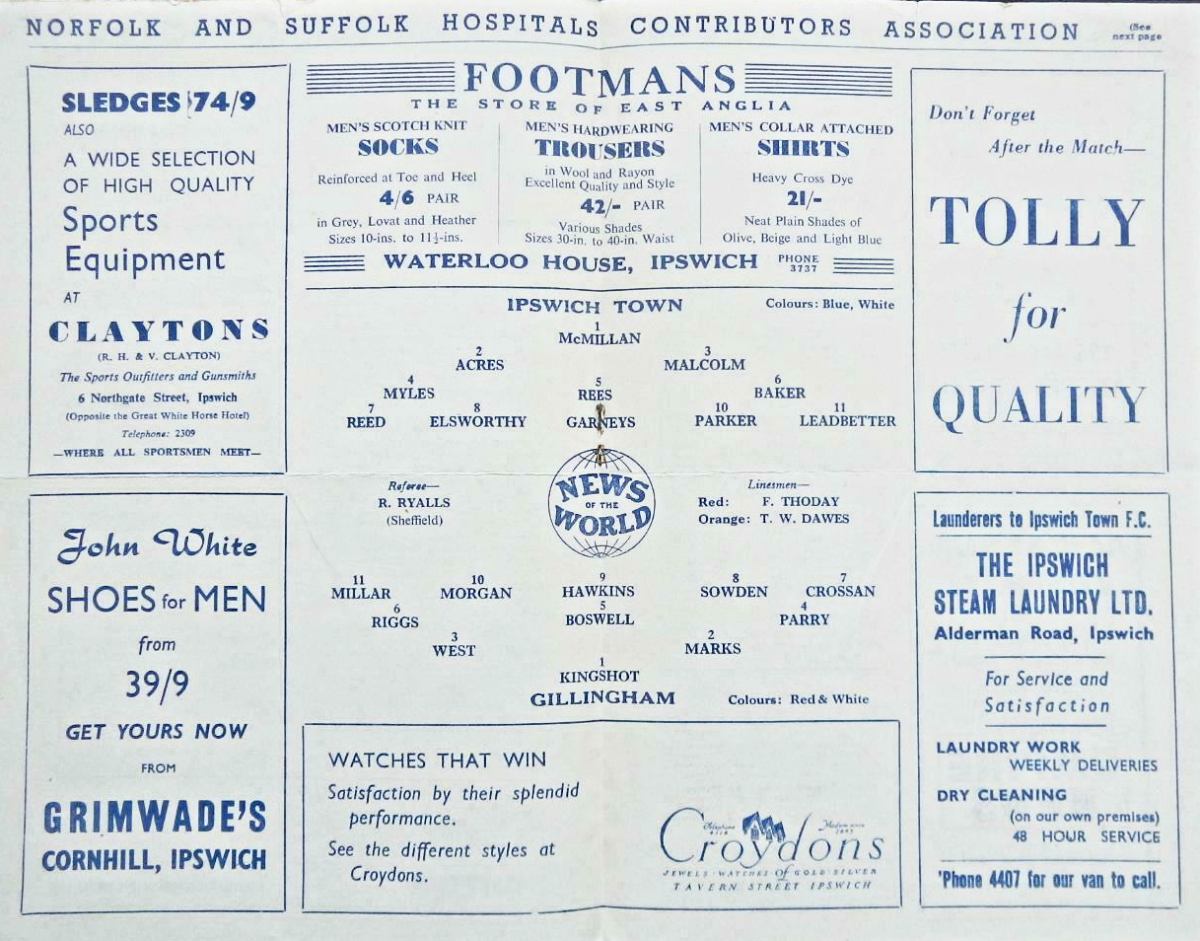 NORFOLK AND SUFFOLK HOSPITALS CONTRIBUTORS ASSOCIATION (See next page
SLEDGES 74/9
ALSO
A WIDE SELECTION
OF HIGH QUALITY
Sports
Equipment
AT
CLAYTONS
(R. H. & V. CLAYTON)
The Sports Outfitters and Gunsmiths
6 Northgate Street, Ipswich
(Opposite the Great White Horse Hotel)
Telephone: 2309
—WHERE ALL SPORTSMEN MEET—
FOOTMANS
THE STORE OF EAST ANGLIA
MEN'S SCOTCH KNIT
SOCKS
Reinforced at Toe and Heel
4/6 PAIR
in Grey, Lovat and Heather
Sizes 10-ins. to 11½-ins.
MEN'S HARDWEARING
TROUSERS
in Wool and Rayon
Excellent Quality and Style
42/- PAIR
Various Shades
Sizes 30-in. to 40-in. Waist
MEN'S COLLAR ATTACHED
SHIRTS
Heavy Cross Dye
21/-
Neat Plain Shades of
Olive, Beige and Light Blue
WATERLOO HOUSE, IPSWICH PHONE 3737
Don't Forget
After the Match—
TOLLY
for
QUALITY
IPSWICH TOWN Colours: Blue, White
1
McMILLAN
2 3
ACRES MALCOLM
4 5 6
MYLES REES BAKER
7 8 10 11
REED ELSWORTHY GARNEYS PARKER LEADBETTER
Referee—
R. RYALLS
(Sheffield)
NEWS
OF THE
WORLD
Linesmen—
Red: F. THODAY
Orange: T. W. DAWES
11 10 9 8 7
MILLAR MORGAN HAWKINS SOWDEN CROSSAN
6 5 4
RIGGS BOSWELL PARRY
3 2
WEST MARKS
1
KINGSHOT
GILLINGHAM Colours: Red & White
John White
SHOES for MEN
from
39/9
GET YOURS NOW
FROM
GRIMWADE'S
CORNHILL, IPSWICH
WATCHES THAT WIN
Satisfaction by their splendid
performance.
See the different styles at
Croydons.
Croydons
JEWELS WATCHES of GOLD SILVER
TAVERN STREET IPSWICH
Launderers to Ipswich Town F.C.
THE IPSWICH
STEAM LAUNDRY LTD.
Alderman Road, Ipswich
For Service and
Satisfaction
LAUNDRY WORK
WEEKLY DELIVERIES
DRY CLEANING
(on our own premises)
48 HOUR SERVICE
'Phone 4407 for our van to call.